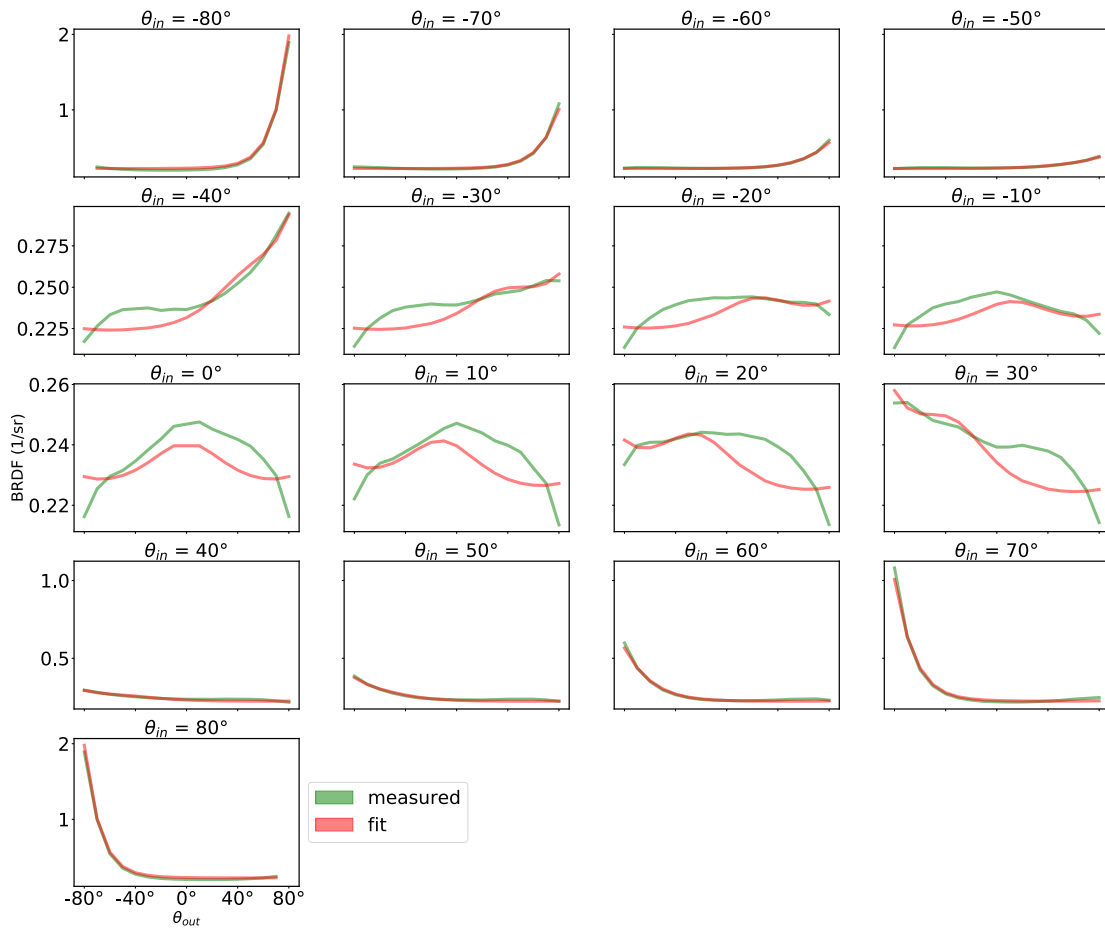 θin = -80° θin = -70° θin = -60° θin = -50°
2
1
θin = -40° θin = -30° θin = -20° θin = -10°
0.275
0.250
0.225
θin = 0° θin = 10° θin = 20° θin = 30°
0.26
0.24
0.22
BRDF (1/sr)
θin = 40° θin = 50° θin = 60° θin = 70°
1.0
0.5
θin = 80°
2
1
-80° -40° 0° 40° 80°
θout
measured
fit